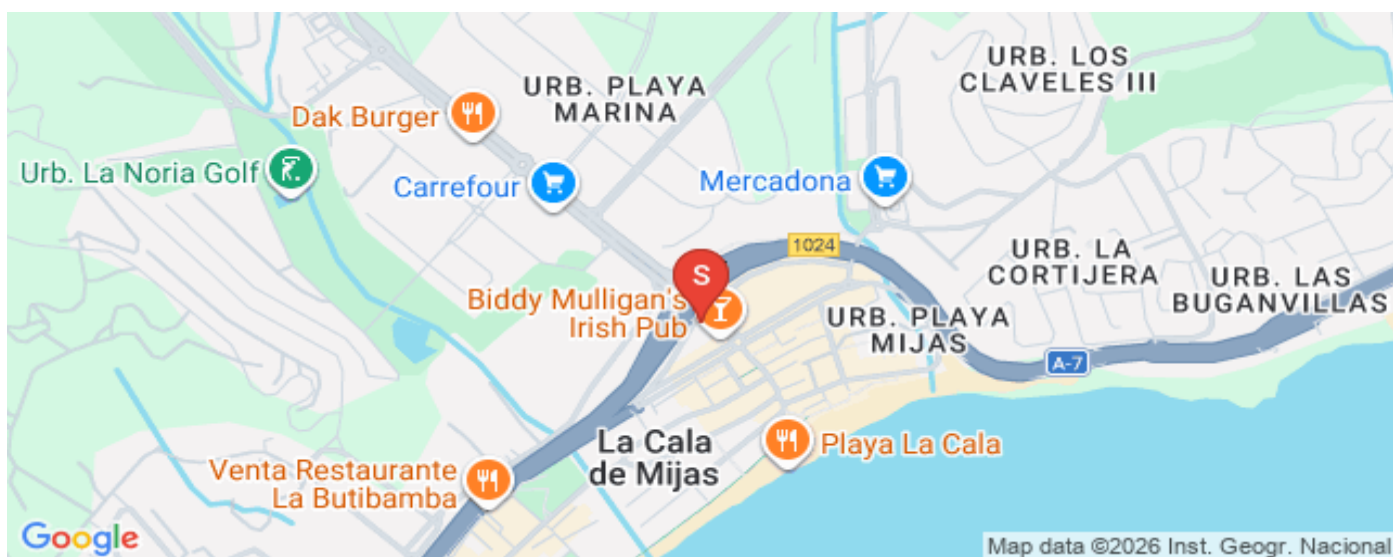 URB. LOS
CLAVELES III
URB. PLAYA
MARINA
Dak Burger
Urb. La Noria Golf
Carrefour
Mercadona
1024
URB. LA
CORTIJERA
URB. LAS
BUGANVILLAS
S
Biddy Mulligan's
Irish Pub
URB. PLAYA
MIJAS
A-7
La Cala
de Mijas
Playa La Cala
Venta Restaurante
La Butibamba
Google
Map data ©2026 Inst. Geogr. Nacional